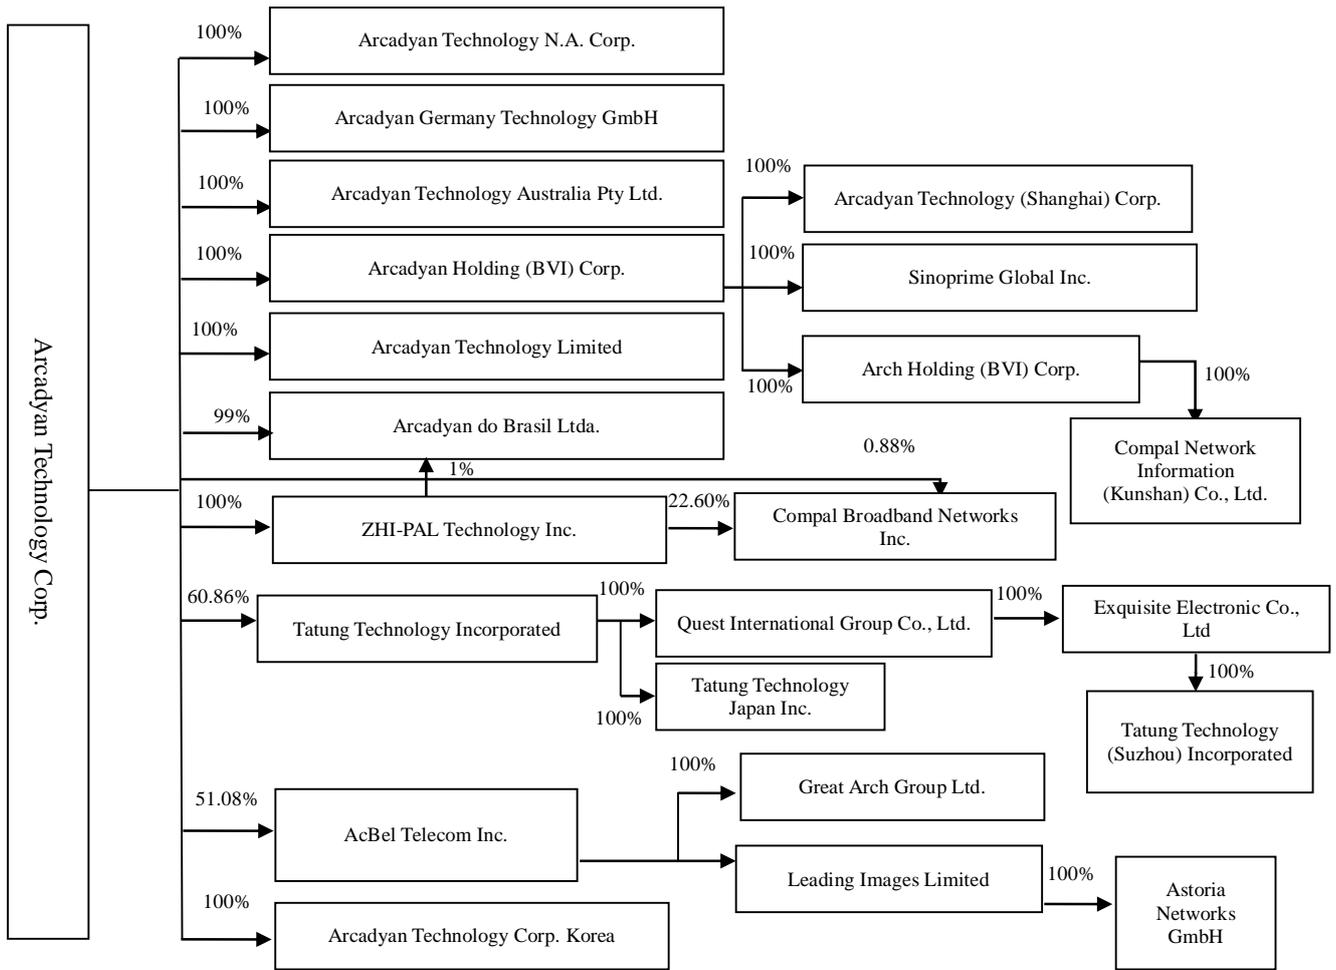 Arcadyan Technology Corp.
100%
Arcadyan Technology N.A. Corp.
100%
Arcadyan Germany Technology GmbH
100%
Arcadyan Technology Australia Pty Ltd.
100%
Arcadyan Technology (Shanghai) Corp.
100%
Arcadyan Holding (BVI) Corp.
100%
Sinoprime Global Inc.
100%
Arcadyan Technology Limited
100%
Arch Holding (BVI) Corp.
100%
Compal Network
Information
(Kunshan) Co., Ltd.
99%
Arcadyan do Brasil Ltda.
1%
0.88%
100%
ZHI-PAL Technology Inc.
22.60%
Compal Broadband Networks
Inc.
60.86%
Tatung Technology Incorporated
100%
Quest International Group Co., Ltd.
100%
Exquisite Electronic Co.,
Ltd
100%
Tatung Technology
Japan Inc.
100%
Tatung Technology
(Suzhou) Incorporated
51.08%
AcBel Telecom Inc.
100%
Great Arch Group Ltd.
Leading Images Limited
100%
Astoria
Networks
GmbH
100%
Arcadyan Technology Corp. Korea